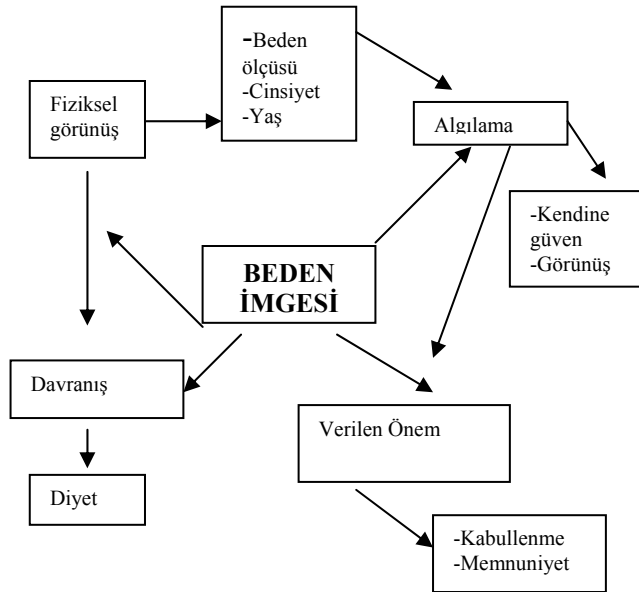 -Beden
ölçüsü
-Cinsiyet
-Yaş
Fiziksel
görünüş
Algılama
-Kendine
güven
-Görünüş
BEDEN
İMGESİ
Davranış
Verilen Önem
Diyet
-Kabullenme
-Memnuniyet